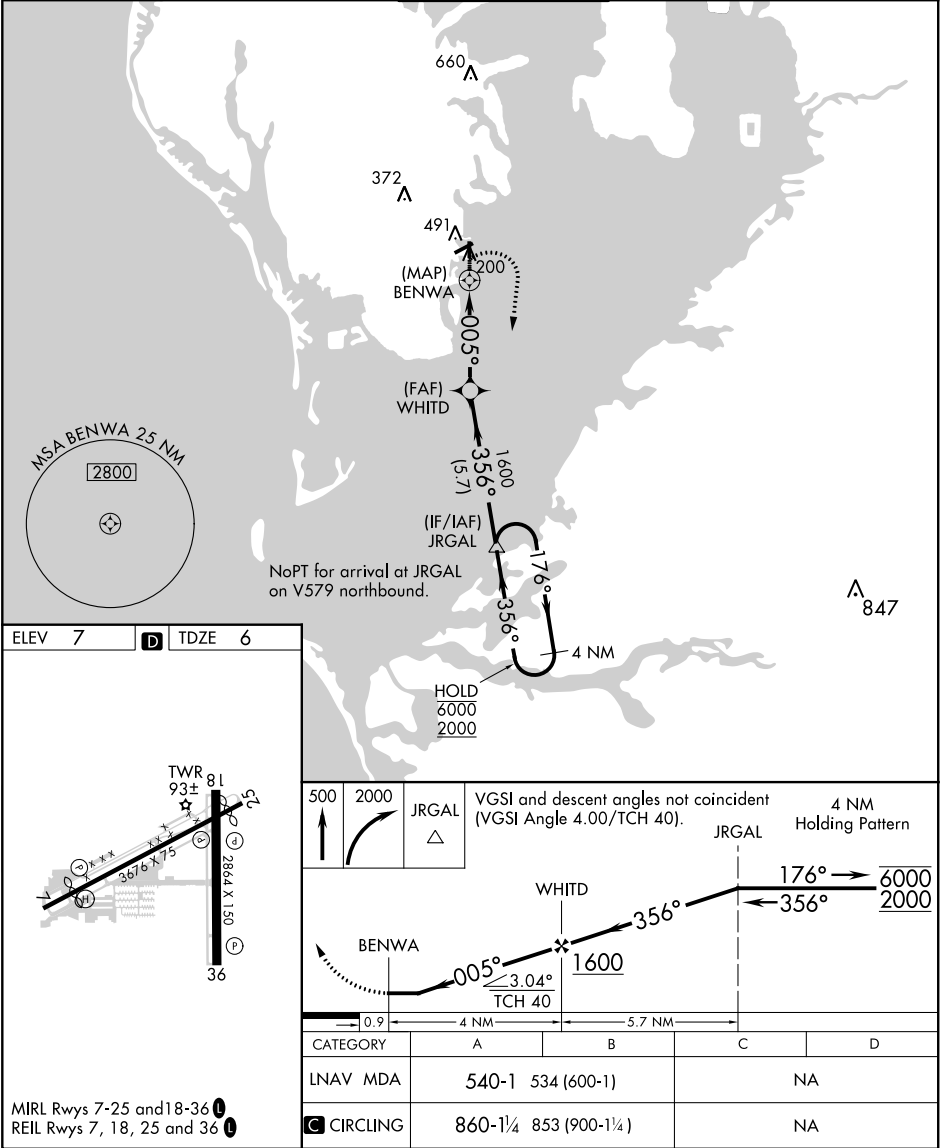 660
372
491
(MAP)
BENWA
200
005°
(FAF)
WHITD
MSA BENWA 25 NM
2800
1600
(5.7)
356°
(IF/IAF)
JRGAL
NoPT for arrival at JRGAL
on V579 northbound.
176°
356°
847
4 NM
HOLD
6000
2000
ELEV 7 D TDZE 6
TWR
93±
18
25
P
P
3676 X 75
P
H
7
2864 X 150
P
36
MIRL Rwys 7-25 and18-36 L
REIL Rwys 7, 18, 25 and 36 L
500 2000 JRGAL
VGSI and descent angles not coincident
(VGSI Angle 4.00/TCH 40).
4 NM
Holding Pattern
JRGAL
176°
356°
6000
2000
WHITD
356°
BENWA
005°
1600
3.04°
TCH 40
0.9 4 NM 5.7 NM
CATEGORY A B C D
LNAV MDA 540-1 534 (600-1) NA
C CIRCLING 860-1¼ 853 (900-1¼) NA